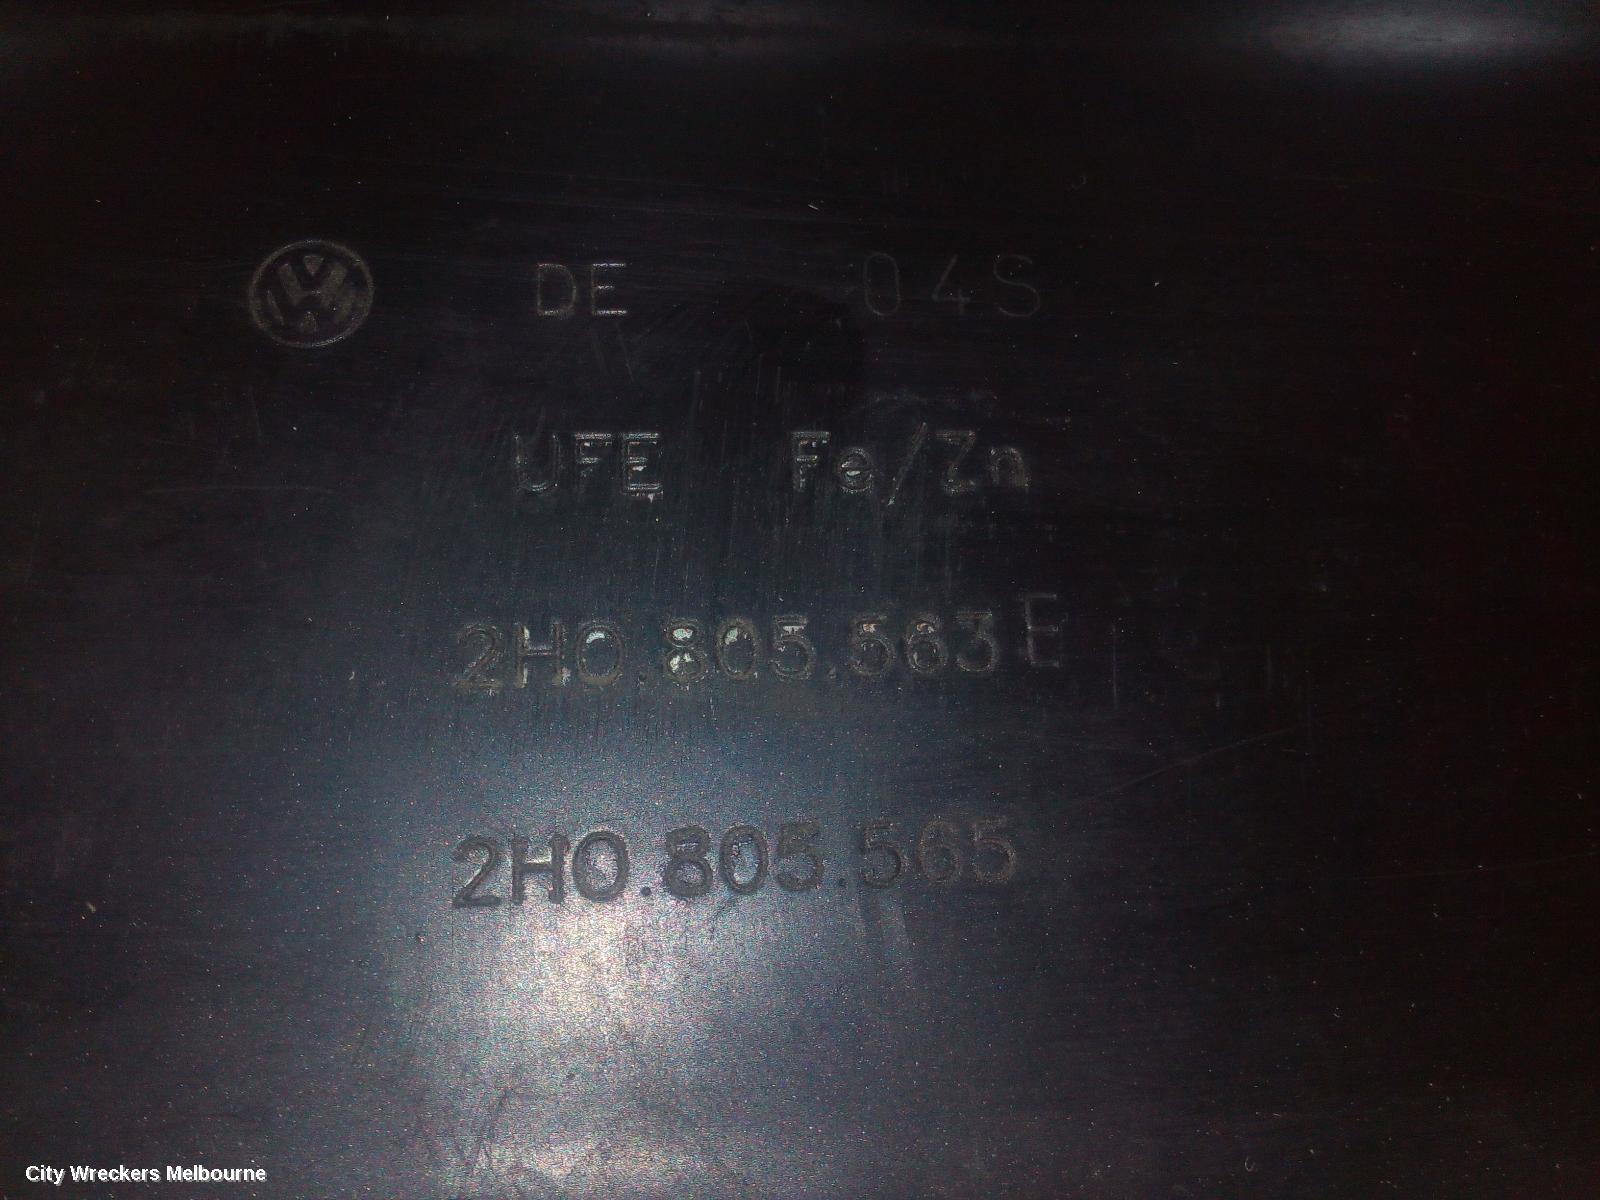 DE 04S
UFE Fe/Zn
2H0.805.563 E
2H0.805.565
City Wreckers Melbourne